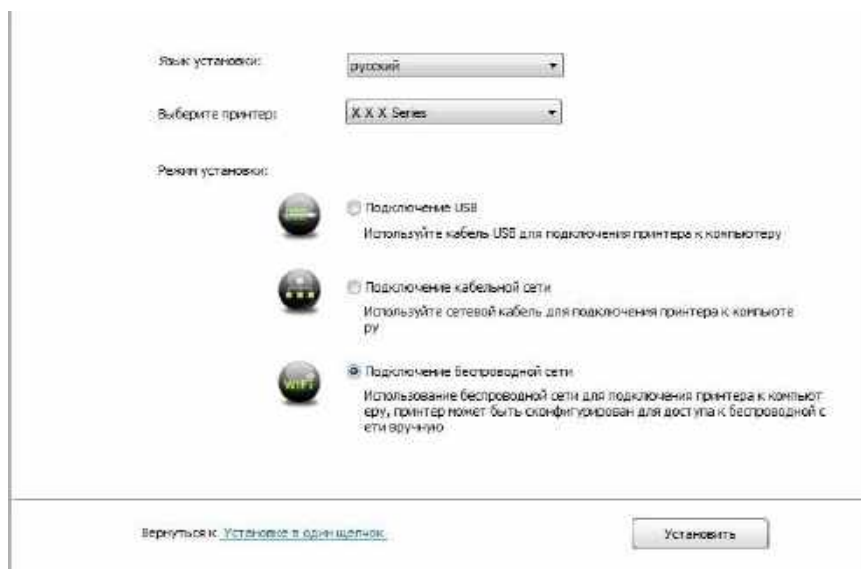 Язык установки:
русский
Выберите принтер:
X X X Series
Режим установки:
Подключение USB
Используйте кабель USB для подключения принтера к компьютеру
Подключение кабельной сети
Используйте сетевой кабель для подключения принтера к компьюте
ру
WiFi
Подключение беспроводной сети
Использование беспроводной сети для подключения принтера к компьют
еру, принтер может быть сконфигурирован для доступа к беспроводной с
ети вручную
Вернуться к Установке в один щелчок.
Установить